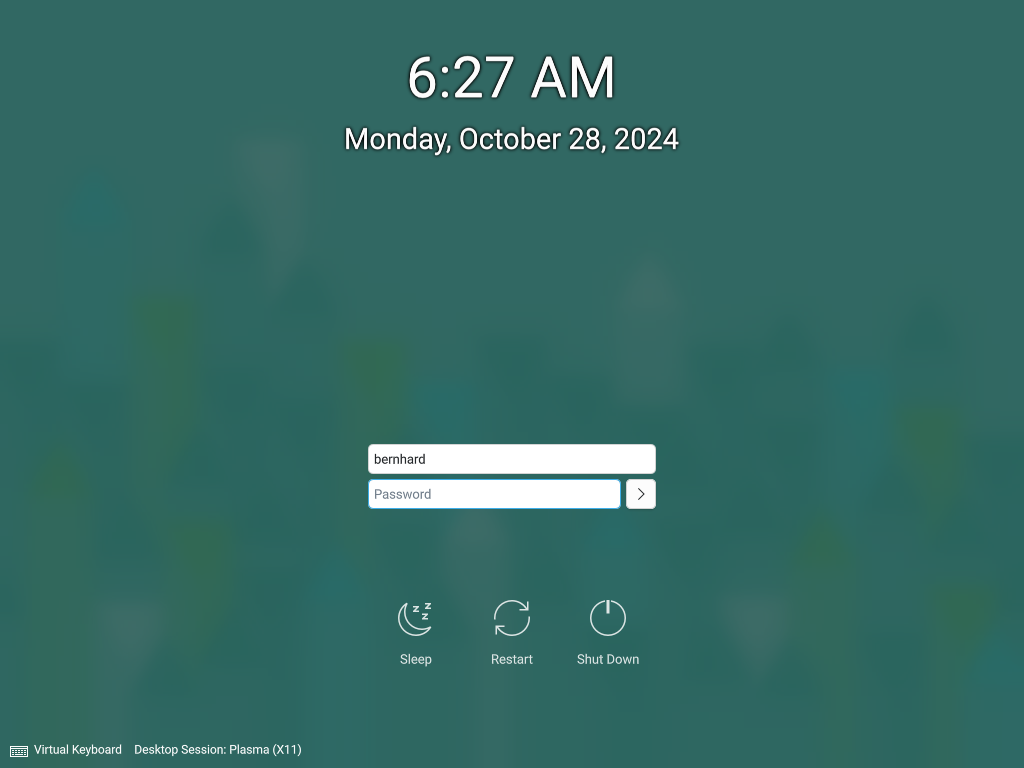 6:27 AM
Monday, October 28, 2024
bernhard
Password
Sleep
Restart
Shut Down
Virtual Keyboard
Desktop Session: Plasma (X11)